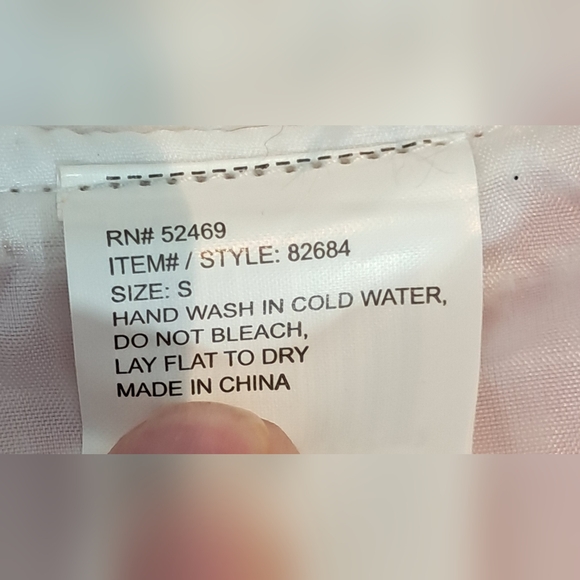 RN# 52469
ITEM# / STYLE: 82684
SIZE: S
HAND WASH IN COLD WATER,
DO NOT BLEACH,
LAY FLAT TO DRY
MADE IN CHINA